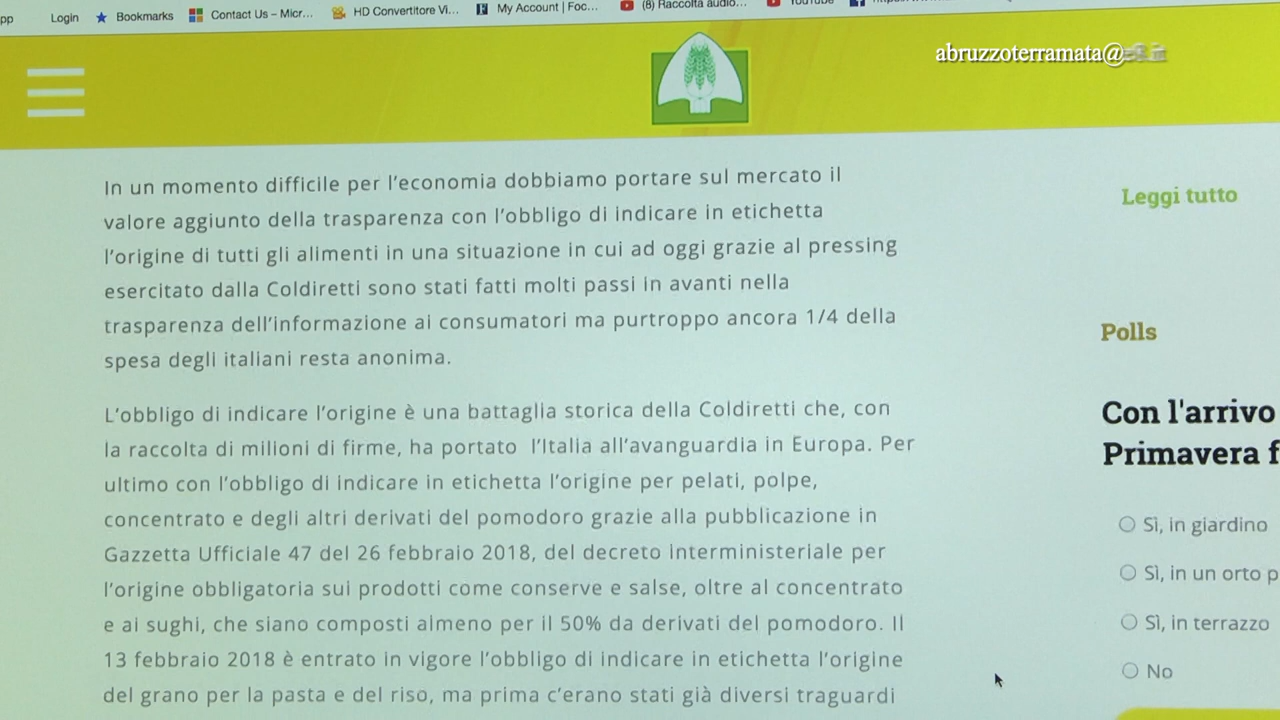 Login
Bookmarks
Contact Us – Micr...
HD Convertitore Vi...
My Account | Foc...
(8) Raccolta audio...
YouTube
abruzzoterramata@
In un momento difficile per l'economia dobbiamo portare sul mercato il
valore aggiunto della trasparenza con l'obbligo di indicare in etichetta
l'origine di tutti gli alimenti in una situazione in cui ad oggi grazie al pressing
esercitato dalla Coldiretti sono stati fatti molti passi in avanti nella
trasparenza dell'informazione ai consumatori ma purtroppo ancora 1/4 della
spesa degli italiani resta anonima.
L'obbligo di indicare l'origine è una battaglia storica della Coldiretti che, con
la raccolta di milioni di firme, ha portato l'Italia all'avanguardia in Europa. Per
ultimo con l'obbligo di indicare in etichetta l'origine per pelati, polpe,
concentrato e degli altri derivati del pomodoro grazie alla pubblicazione in
Gazzetta Ufficiale 47 del 26 febbraio 2018, del decreto interministeriale per
l'origine obbligatoria sui prodotti come conserve e salse, oltre al concentrato
e ai sughi, che siano composti almeno per il 50% da derivati del pomodoro. Il
13 febbraio 2018 è entrato in vigore l'obbligo di indicare in etichetta l'origine
del grano per la pasta e del riso, ma prima c'erano stati già diversi traguardi
Leggi tutto
Polls
Con l'arrivo
Primavera f
Sì, in giardino
Sì, in un orto p
Sì, in terrazzo
No